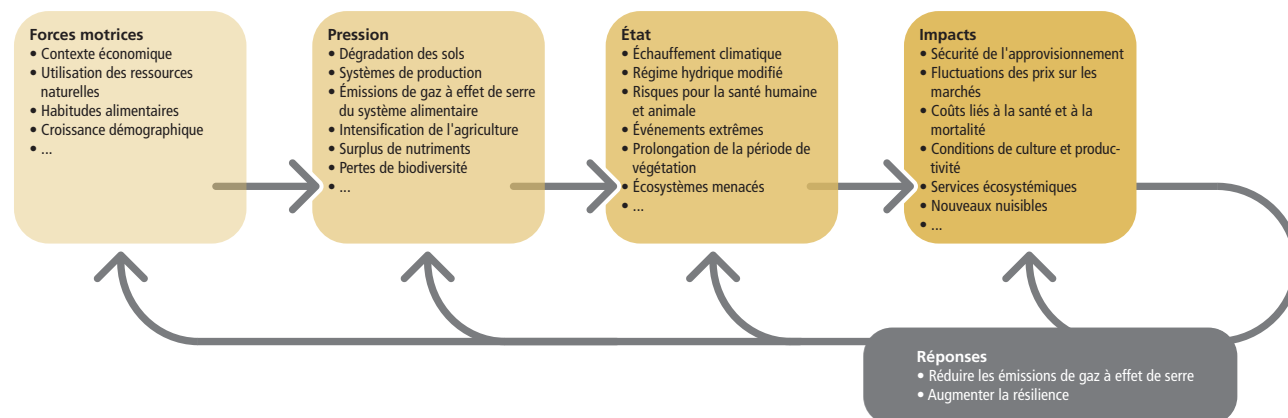 Forces motrices
• Contexte économique
• Utilisation des ressources
naturelles
• Habitudes alimentaires
• Croissance démographique
• ...
Pression
• Dégradation des sols
• Systèmes de production
• Émissions de gaz à effet de serre
du système alimentaire
• Intensification de l'agriculture
• Surplus de nutriments
• Pertes de biodiversité
• ...
État
• Échauffement climatique
• Régime hydrique modifié
• Risques pour la santé humaine
et animale
• Événements extrêmes
• Prolongation de la période de
végétation
• Écosystèmes menacés
• ...
Impacts
• Sécurité de l'approvisionnement
• Fluctuations des prix sur les
marchés
• Coûts liés à la santé et à la
mortalité
• Conditions de culture et produc-
tivité
• Services écosystémiques
• Nouveaux nuisibles
• ...
Réponses
• Réduire les émissions de gaz à effet de serre
• Augmenter la résilience